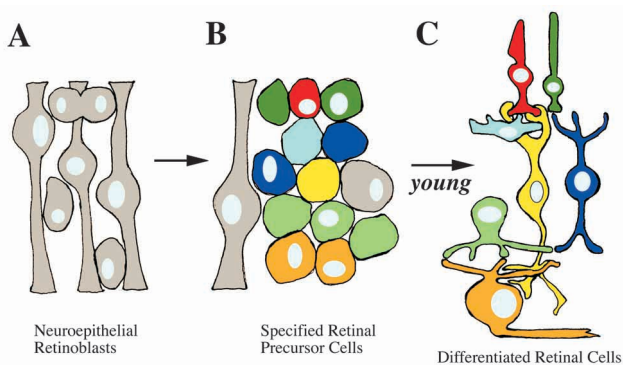 A
B
C
young
Neuroepithelial
Retinoblasts
Specified Retinal
Precursor Cells
Differentiated Retinal Cells